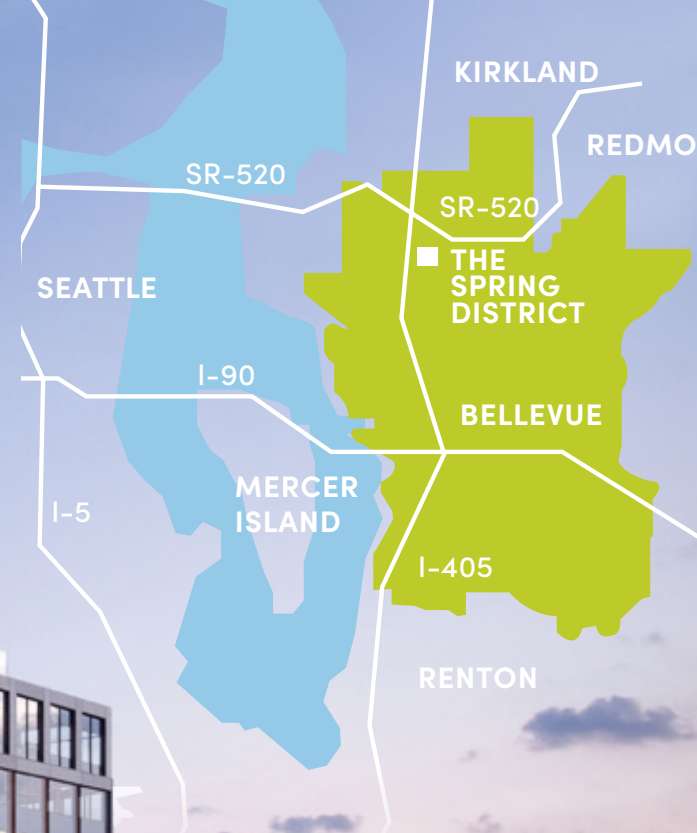 KIRKLAND
REDMO
SR-520
SR-520
THE
SPRING
DISTRICT
SEATTLE
I-90
BELLEVUE
MERCER
ISLAND
I-5
I-405
RENTON